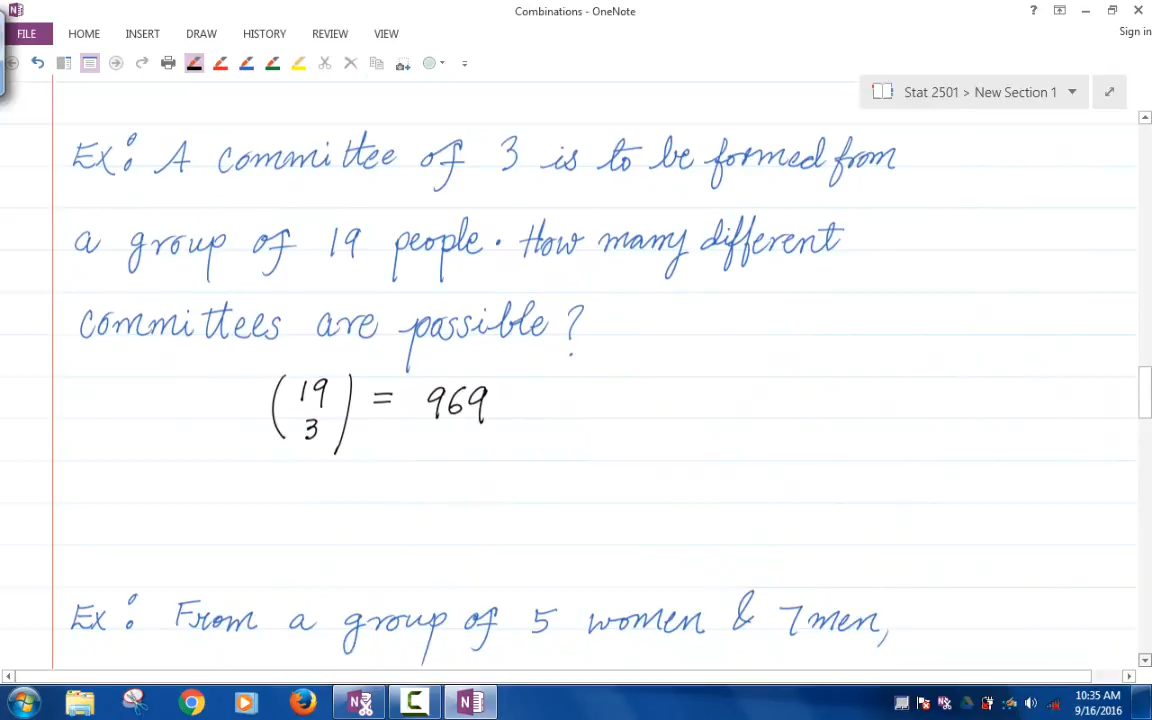 Combinations - OneNote
FILE HOME INSERT DRAW HISTORY REVIEW VIEW
Sign in
Stat 2501 > New Section 1
Ex: A committee of 3 is to be formed from
a group of 19 people. How many different
committees are possible?
(19
3) = 969
Ex: From a group of 5 women & 7 men,
10:35 AM
9/16/2016